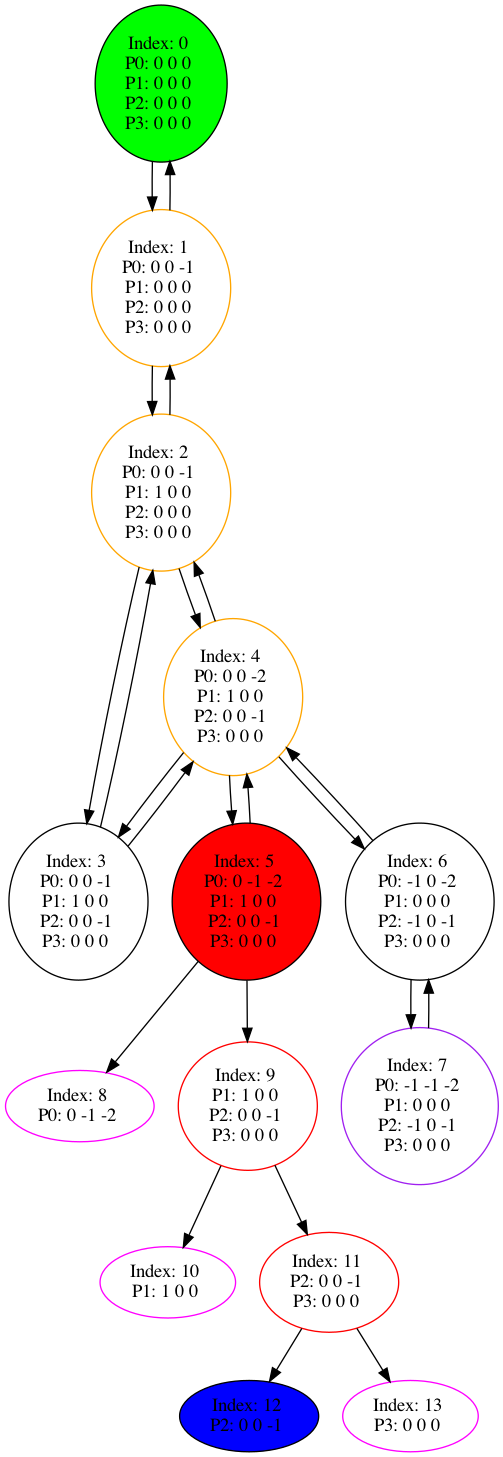 Index: 0
P0: 0 0 0
P1: 0 0 0
P2: 0 0 0
P3: 0 0 0
Index: 1
P0: 0 0 -1
P1: 0 0 0
P2: 0 0 0
P3: 0 0 0
Index: 2
P0: 0 0 -1
P1: 1 0 0
P2: 0 0 0
P3: 0 0 0
Index: 4
P0: 0 0 -2
P1: 1 0 0
P2: 0 0 -1
P3: 0 0 0
Index: 3
P0: 0 0 -1
P1: 1 0 0
P2: 0 0 -1
P3: 0 0 0
Index: 5
P0: 0 -1 -2
P1: 1 0 0
P2: 0 0 -1
P3: 0 0 0
Index: 6
P0: -1 0 -2
P1: 0 0 0
P2: -1 0 -1
P3: 0 0 0
Index: 8
P0: 0 -1 -2
Index: 9
P1: 1 0 0
P2: 0 0 -1
P3: 0 0 0
Index: 7
P0: -1 -1 -2
P1: 0 0 0
P2: -1 0 -1
P3: 0 0 0
Index: 10
P1: 1 0 0
Index: 11
P2: 0 0 -1
P3: 0 0 0
Index: 12
P2: 0 0 -1
Index: 13
P3: 0 0 0